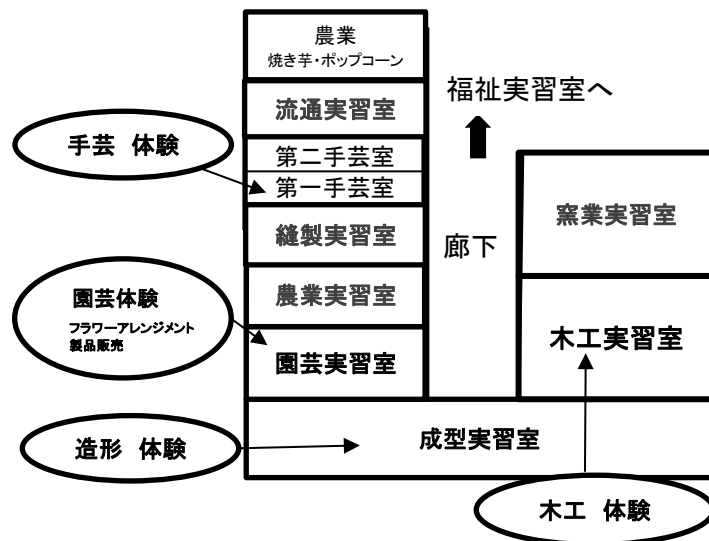 農業
焼き芋・ポップコーン
流通実習室
福祉実習室へ
手芸 体験
第二手芸室
第一手芸室
窯業実習室
縫製実習室
廊下
園芸体験
フラワーアレンジメント
製品販売
農業実習室
園芸実習室
木工実習室
造形 体験
成型実習室
木工 体験